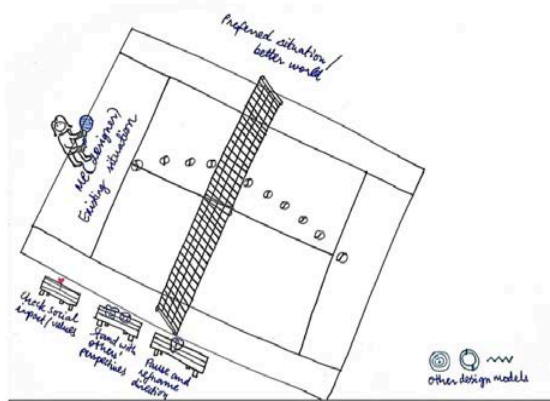 Preferred situation/
better world
ME(designer)
Existing situation
Check social
impact/values
Stand with
others'
perspectives
Pause and
reframe
direction
other design models